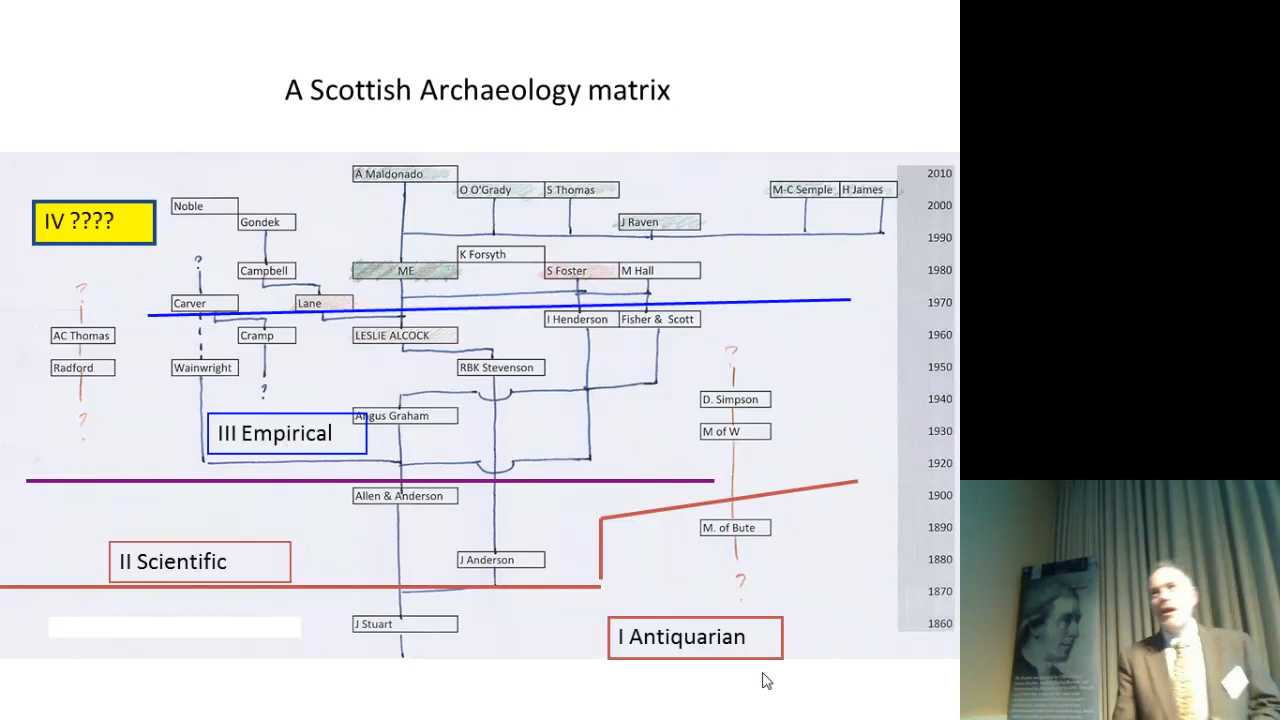 A Scottish Archaeology matrix
A Maldonado
2010
O O'Grady
S Thomas
M-C Semple
H James
Noble
2000
IV ????
Gondek
J Raven
1990
K Forsyth
?
Campbell
ME
S Foster
M Hall
1980
?
Carver
Lane
1970
I Henderson
Fisher & Scott
AC Thomas
Cramp
LESLIE ALCOCK
1960
?
Radford
Wainwright
RBK Stevenson
1950
?
D. Simpson
1940
?
Angus Graham
III Empirical
M of W
1930
1920
Allen & Anderson
1900
M. of Bute
1890
II Scientific
J Anderson
1880
?
1870
J Stuart
1860
I Antiquarian